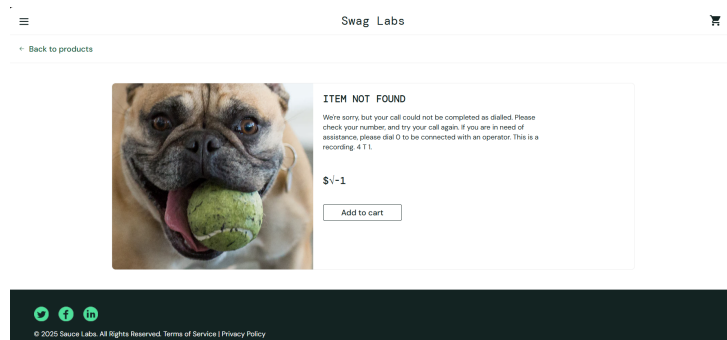 Swag Labs
← Back to products
ITEM NOT FOUND
We're sorry, but your call could not be completed as dialled. Please
check your number, and try your call again. If you are in need of
assistance, please dial 0 to be connected with an operator. This is a
recording. 4 T 1.
$√-1
Add to cart
© 2025 Sauce Labs. All Rights Reserved. Terms of Service | Privacy Policy